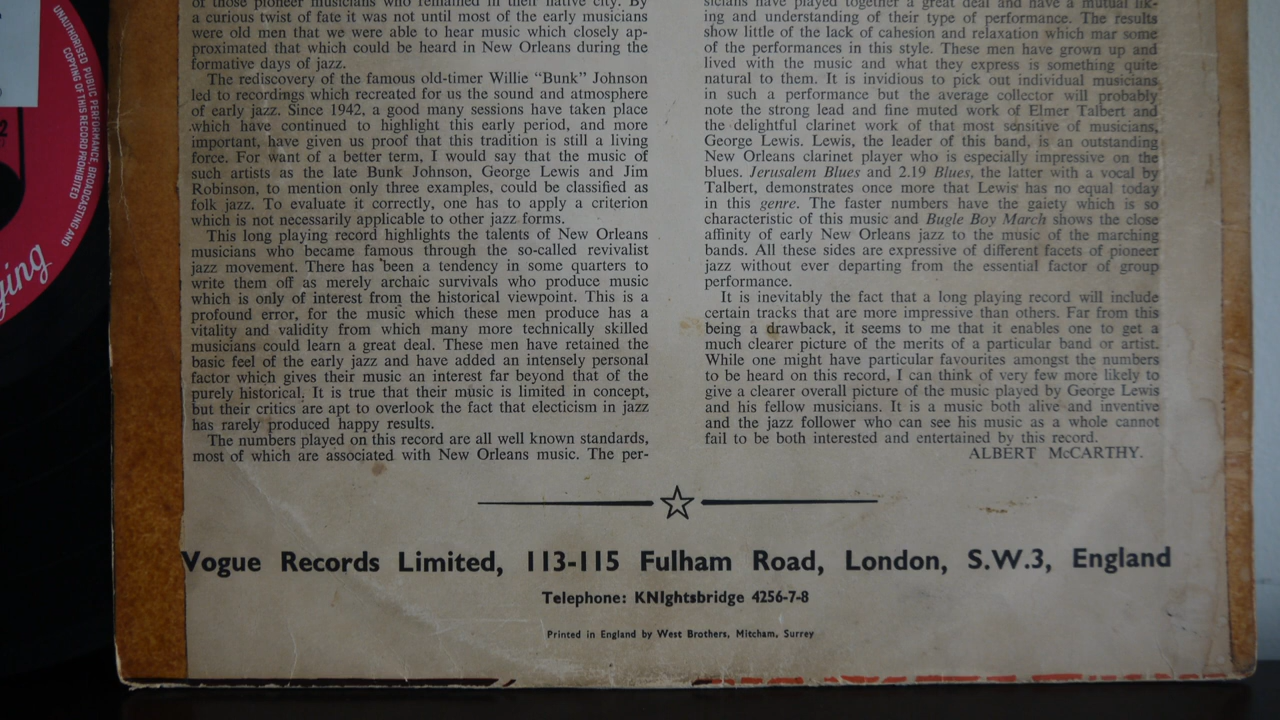 of those pioneer musicians who remained in their native city. By
a curious twist of fate it was not until most of the early musicians
were old men that we were able to hear music which closely ap-
proximated that which could be heard in New Orleans during the
formative days of jazz.
The rediscovery of the famous old-timer Willie "Bunk" Johnson
led to recordings which recreated for us the sound and atmosphere
of early jazz. Since 1942, a good many sessions have taken place
which have continued to highlight this early period, and more
important, have given us proof that this tradition is still a living
force. For want of a better term, I would say that the music of
such artists as the late Bunk Johnson, George Lewis and Jim
Robinson, to mention only three examples, could be classified as
folk jazz. To evaluate it correctly, one has to apply a criterion
which is not necessarily applicable to other jazz forms.
This long playing record highlights the talents of New Orleans
musicians who became famous through the so-called revivalist
jazz movement. There has been a tendency in some quarters to
write them off as merely archaic survivals who produce music
which is only of interest from the historical viewpoint. This is a
profound error, for the music which these men produce has a
vitality and validity from which many more technically skilled
musicians could learn a great deal. These men have retained the
basic feel of the early jazz and have added an intensely personal
factor which gives their music an interest far beyond that of the
purely historical. It is true that their music is limited in concept,
but their critics are apt to overlook the fact that electicism in jazz
has rarely produced happy results.
The numbers played on this record are all well known standards,
most of which are associated with New Orleans music. The per-
sicians have played together a great deal and have a mutual lik-
ing and understanding of their type of performance. The results
show little of the lack of cahesion and relaxation which mar some
of the performances in this style. These men have grown up and
lived with the music and what they express is something quite
natural to them. It is invidious to pick out individual musicians
in such a performance but the average collector will probably
note the strong lead and fine muted work of Elmer Talbert and
the delightful clarinet work of that most sensitive of musicians,
George Lewis. Lewis, the leader of this band, is an outstanding
New Orleans clarinet player who is especially impressive on the
blues. Jerusalem Blues and 2.19 Blues, the latter with a vocal by
Talbert, demonstrates once more that Lewis has no equal today
in this genre. The faster numbers have the gaiety which is so
characteristic of this music and Bugle Boy March shows the close
affinity of early New Orleans jazz to the music of the marching
bands. All these sides are expressive of different facets of pioneer
jazz without ever departing from the essential factor of group
performance.
It is inevitably the fact that a long playing record will include
certain tracks that are more impressive than others. Far from this
being a drawback, it seems to me that it enables one to get a
much clearer picture of the merits of a particular band or artist.
While one might have particular favourites amongst the numbers
to be heard on this record, I can think of very few more likely to
give a clearer overall picture of the music played by George Lewis
and his fellow musicians. It is a music both alive and inventive
and the jazz follower who can see his music as a whole cannot
fail to be both interested and entertained by this record.
ALBERT McCARTHY.
Vogue Records Limited, 113-115 Fulham Road, London, S.W.3, England
Telephone: KNIghtsbridge 4256-7-8
Printed in England by West Brothers, Mitcham, Surrey
UNAUTHORISED PUBLIC PERFORMANCE, BROADCASTING AND
COPYING OF THIS RECORD PROHIBITED